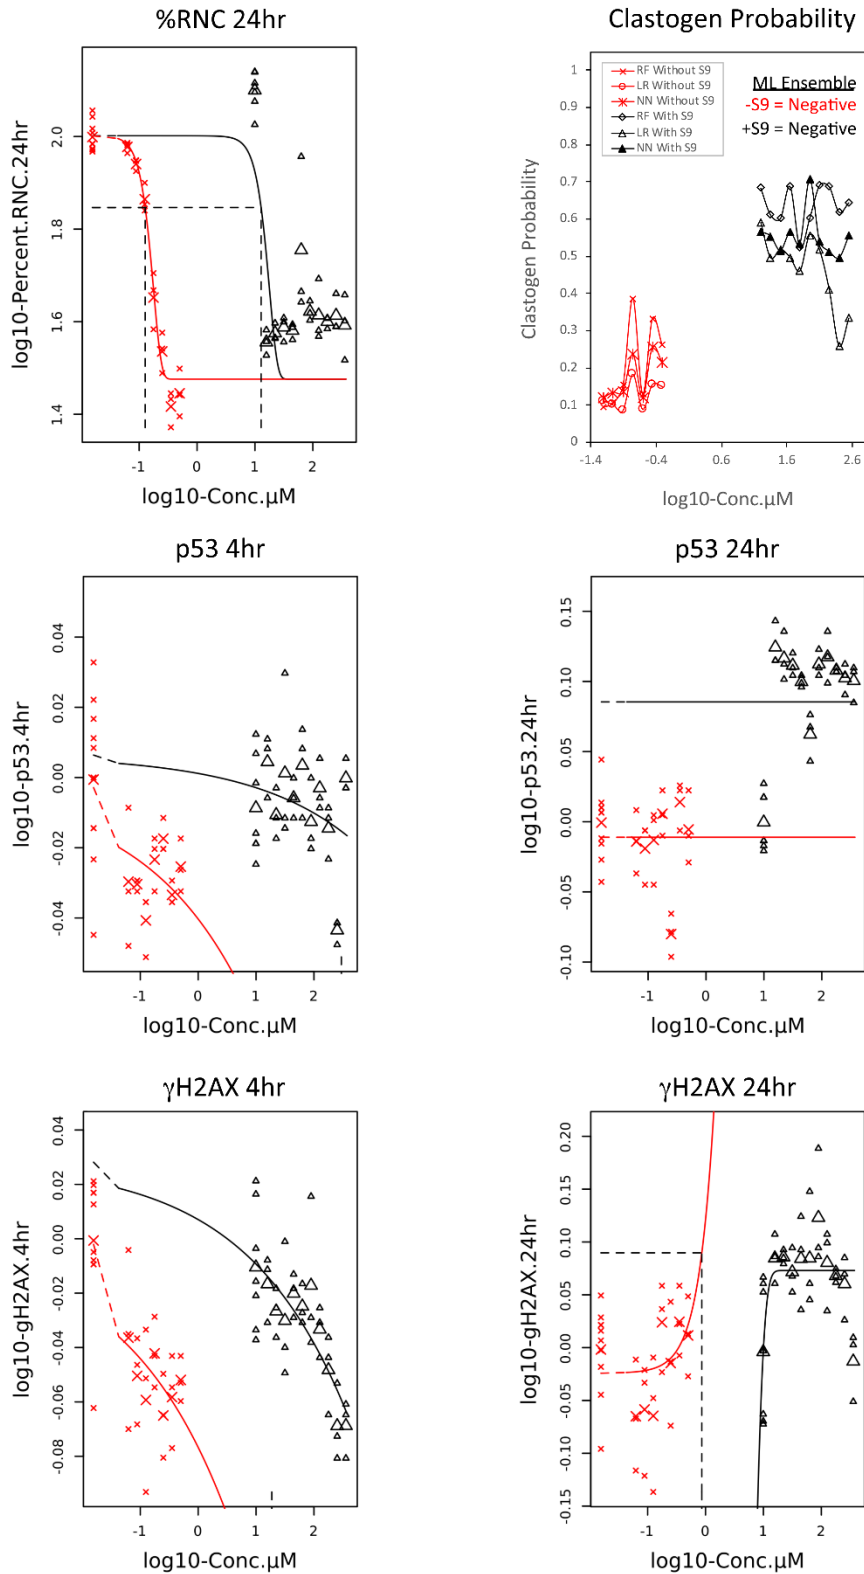 %RNC 24hr
log10-Percent.RNC.24hr
2.0
1.8
1.6
1.4
-1 0 1 2
log10-Conc.μM
Clastogen Probability
Clastogen Probability
1
0.9
0.8
0.7
0.6
0.5
0.4
0.3
0.2
0.1
0
RF Without S9
LR Without S9
NN Without S9
RF With S9
LR With S9
NN With S9
ML Ensemble
-S9 = Negative
+S9 = Negative
-1.4 -0.4 0.6 1.6 2.6
log10-Conc.μM
p53 4hr
log10-p53.4hr
0.04
0.02
0.00
-0.02
-0.04
-1 0 1 2
log10-Conc.μM
p53 24hr
log10-p53.24hr
0.15
0.10
0.05
0.00
-0.05
-0.10
-1 0 1 2
log10-Conc.μM
γH2AX 4hr
log10-gH2AX.4hr
0.04
0.02
0.00
-0.02
-0.04
-0.06
-0.08
-1 0 1 2
log10-Conc.μM
γH2AX 24hr
log10-gH2AX.24hr
0.20
0.15
0.10
0.05
0.00
-0.05
-0.10
-0.15
-1 0 1 2
log10-Conc.μM